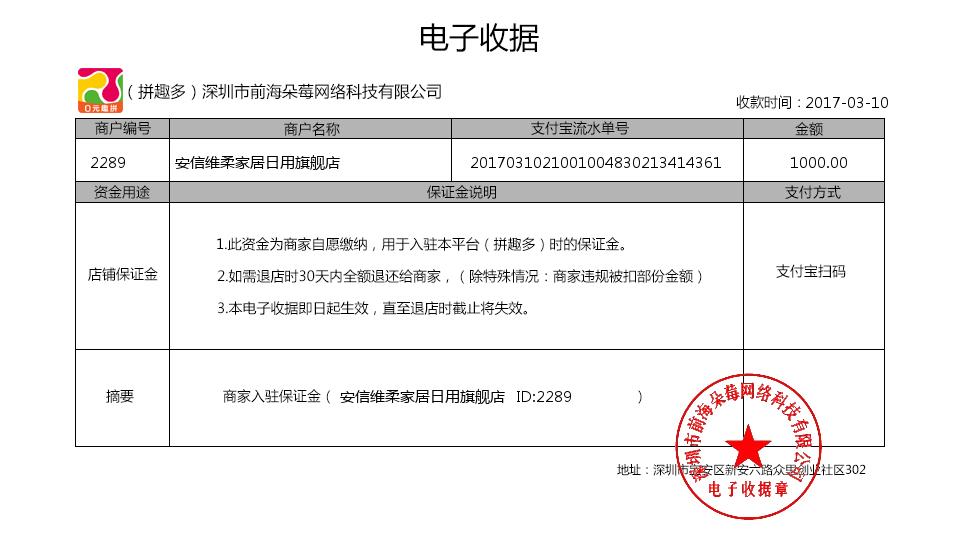 电子收据
0元趣拼
（拼趣多）深圳市前海朵莓网络科技有限公司
收款时间：2017-03-10
商户编号 商户名称 支付宝流水单号 金额
2289 安信维柔家居日用旗舰店 2017031021001004830213414361 1000.00
资金用途 保证金说明 支付方式
1.此资金为商家自愿缴纳，用于入驻本平台（拼趣多）时的保证金。
店铺保证金 2.如需退店时30天内全额退还给商家，（除特殊情况：商家违规被扣部份金额） 支付宝扫码
3.本电子收据即日起生效，直至退店时截止将失效。
摘要 商家入驻保证金（ 安信维柔家居日用旗舰店 ID:2289 ）
深圳市前海朵莓网络科技有限公司
地址：深圳市宝安区新安六路众里创业社区302
电子收据章